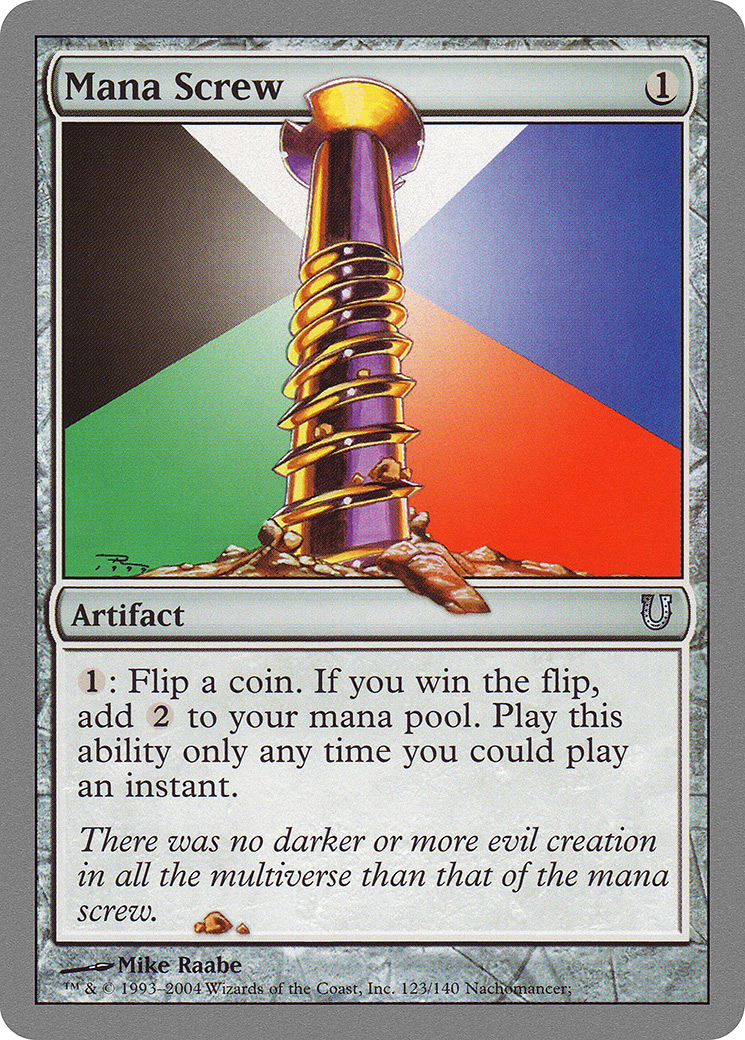 Mana Screw 1
1999
Artifact
1: Flip a coin. If you win the flip,
add 2 to your mana pool. Play this
ability only any time you could play
an instant.
There was no darker or more evil creation
in all the multiverse than that of the mana
screw.
Mike Raabe
™ & © 1993–2004 Wizards of the Coast, Inc. 123/140 Nachomancer;